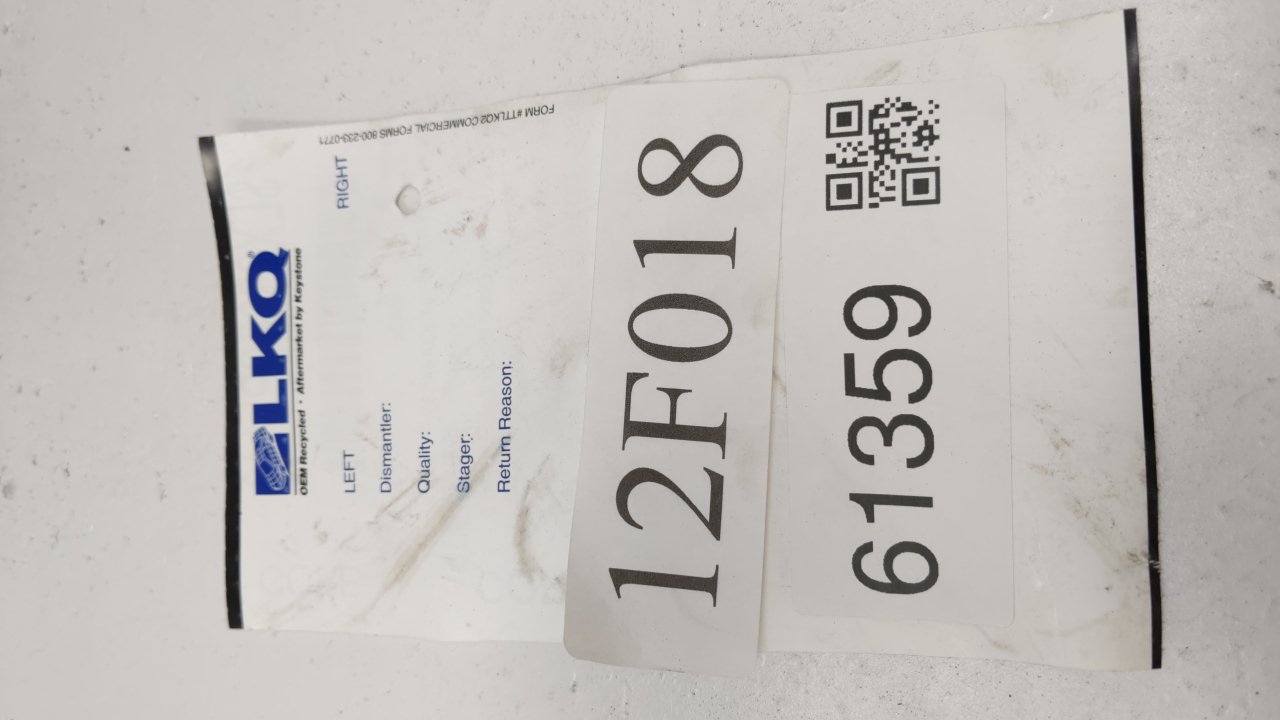 LKQ®
OEM Recycled • Aftermarket by Keystone
LEFT RIGHT
Dismantler:
Quality:
Stager:
Return Reason:
FORM #TTLKQ2 COMMERCIAL FORMS 800-233-0771
12F018
61359